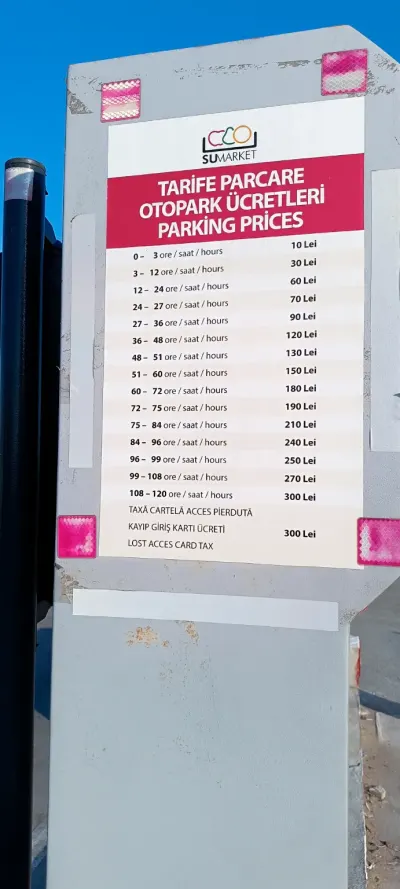 SUMARKET
TARİFE PARCARE
OTOPARK ÜCRETLERİ
PARKING PRICES
0 – 3 ore / saat / hours 10 Lei
3 – 12 ore / saat / hours 30 Lei
12 – 24 ore / saat / hours 60 Lei
24 – 27 ore / saat / hours 70 Lei
27 – 36 ore / saat / hours 90 Lei
36 – 48 ore / saat / hours 120 Lei
48 – 51 ore / saat / hours 130 Lei
51 – 60 ore / saat / hours 150 Lei
60 – 72 ore / saat / hours 180 Lei
72 – 75 ore / saat / hours 190 Lei
75 – 84 ore / saat / hours 210 Lei
84 – 96 ore / saat / hours 240 Lei
96 – 99 ore / saat / hours 250 Lei
99 – 108 ore / saat / hours 270 Lei
108 – 120 ore / saat / hours 300 Lei
TAXĂ CARTELĂ ACCES PIERDUTĂ
KAYIP GİRİŞ KARTI ÜCRETİ 300 Lei
LOST ACCES CARD TAX